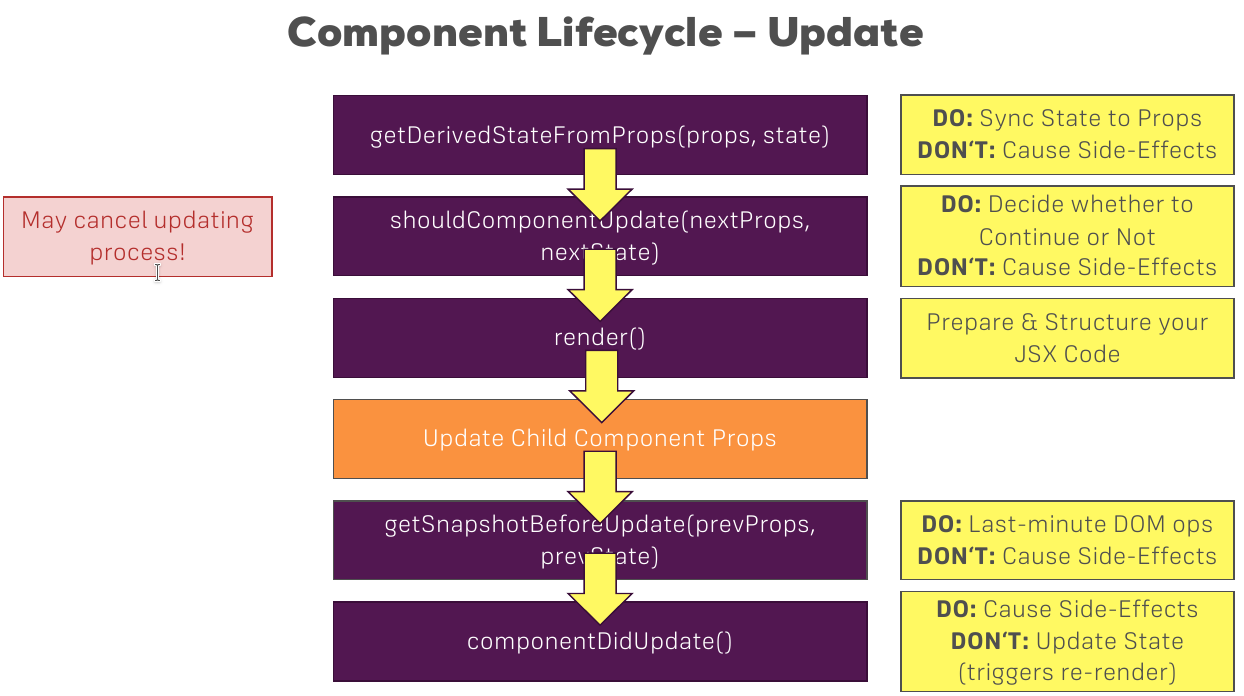 Component Lifecycle – Update
getDerivedStateFromProps(props, state)
DO: Sync State to Props
DON‘T: Cause Side-Effects
May cancel updating
process!
shouldComponentUpdate(nextProps,
nextState)
DO: Decide whether to
Continue or Not
DON‘T: Cause Side-Effects
render()
Prepare & Structure your
JSX Code
Update Child Component Props
getSnapshotBeforeUpdate(prevProps,
prevState)
DO: Last-minute DOM ops
DON‘T: Cause Side-Effects
componentDidUpdate()
DO: Cause Side-Effects
DON‘T: Update State
(triggers re-render)